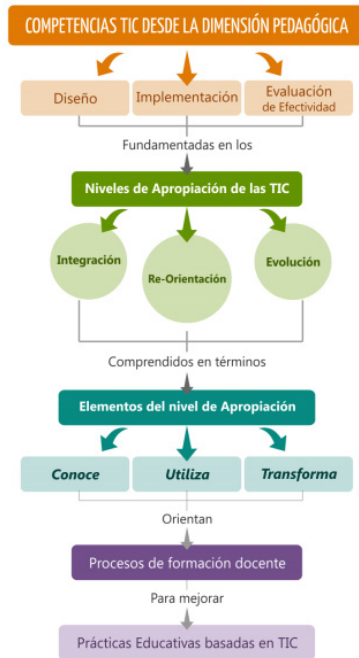 COMPETENCIAS TIC DESDE LA DIMENSIÓN PEDAGÓGICA
Diseño
Implementación
Evaluación
de Efectividad
Fundamentadas en los
Niveles de Apropiación de las TIC
Integración
Re-Orientación
Evolución
Comprendidos en términos
Elementos del nivel de Apropiación
Conoce
Utiliza
Transforma
Orientan
Procesos de formación docente
Para mejorar
Prácticas Educativas basadas en TIC